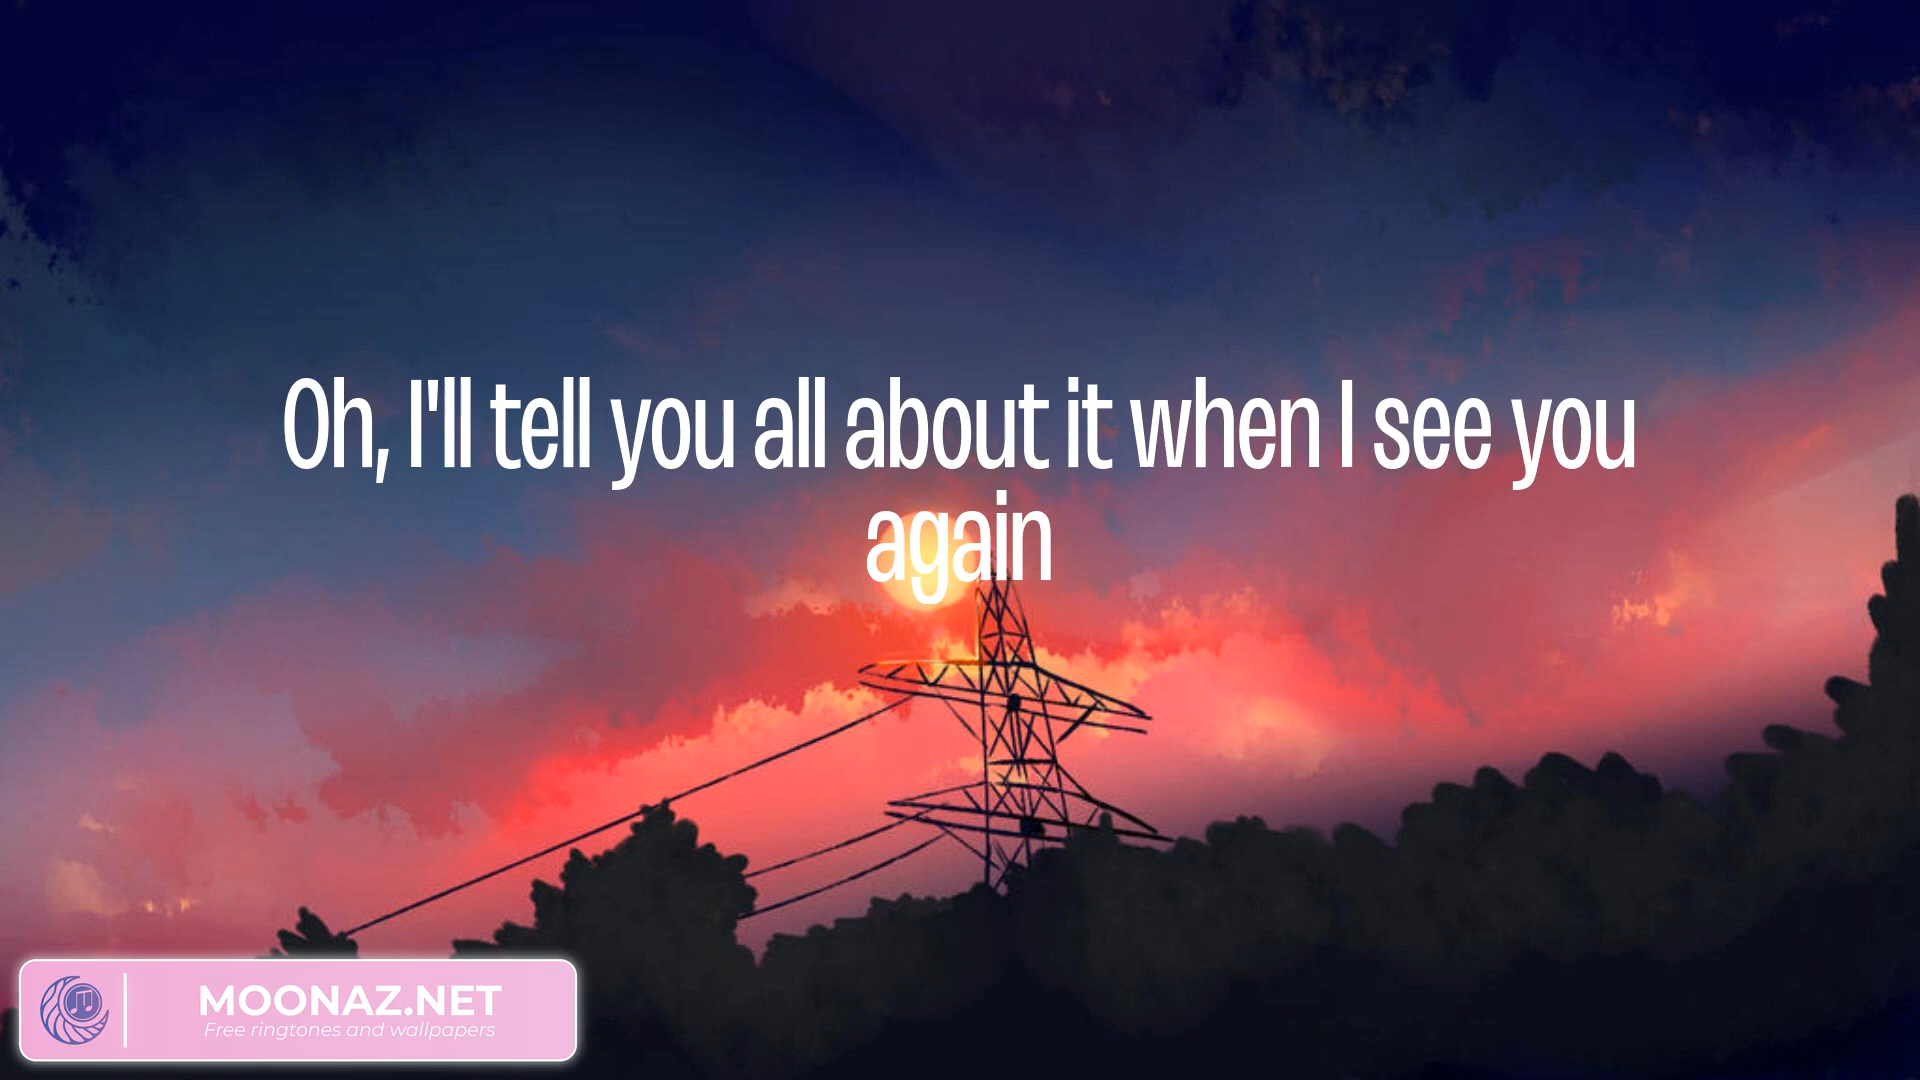 Oh, I'll tell you all about it when I see you
again
MOONAZ.NET
Free ringtones and wallpapers